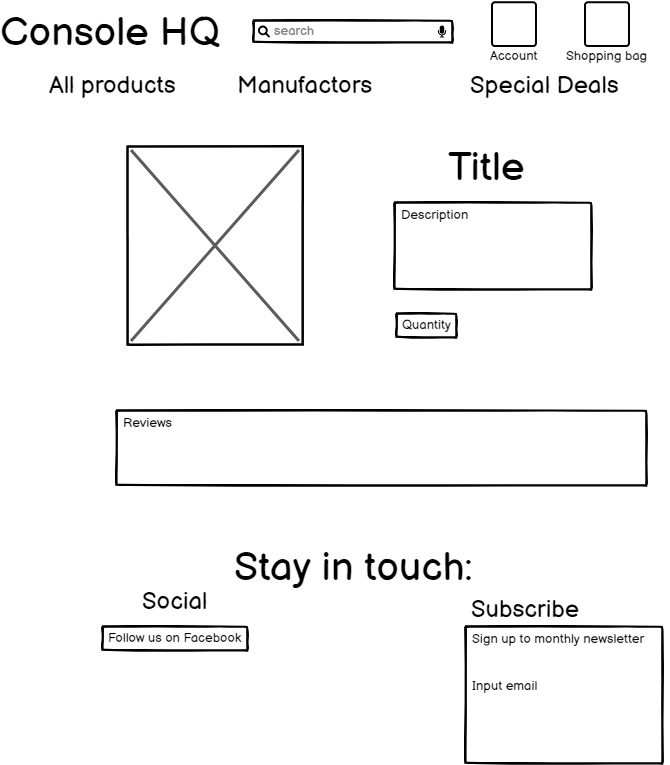 Console HQ
search
Account
Shopping bag
All products
Manufactors
Special Deals
Title
Description
Quantity
Reviews
Stay in touch:
Social
Subscribe
Follow us on Facebook
Sign up to monthly newsletter
Input email